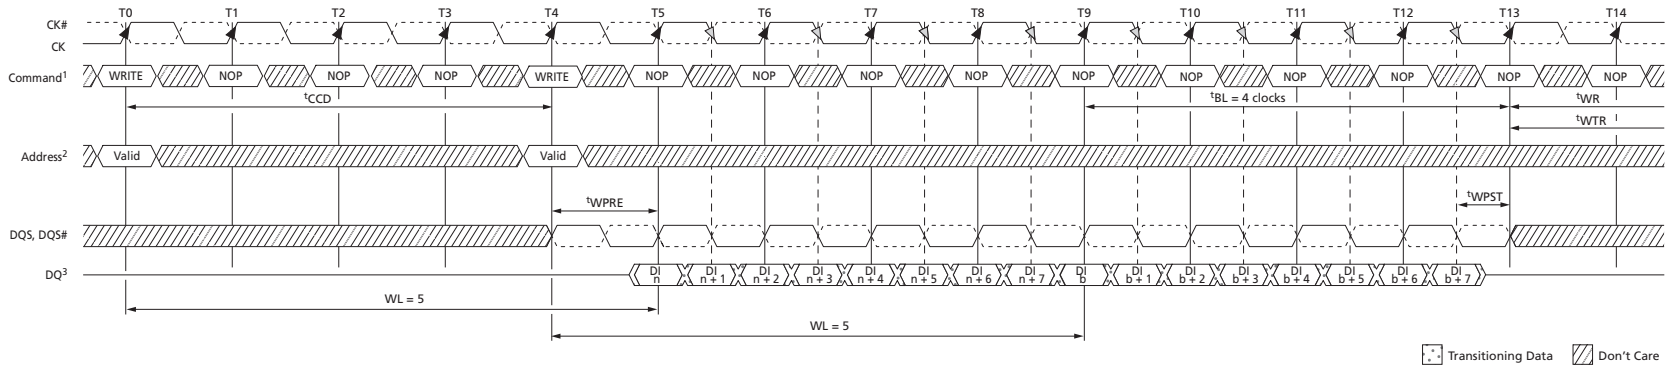 T0 T1 T2 T3 T4 T5 T6 T7 T8 T9 T10 T11 T12 T13 T14
CK#
CK
Command1 WRITE NOP NOP NOP WRITE NOP NOP NOP NOP NOP NOP NOP NOP NOP NOP
tCCD tBL = 4 clocks tWR
tWTR
Address2 Valid Valid
tWPRE tWPST
DQS, DQS#
DQ3 DI n DI n + 1 DI n + 2 DI n + 3 DI n + 4 DI n + 5 DI n + 6 DI n + 7 DI b DI b + 1 DI b + 2 DI b + 3 DI b + 4 DI b + 5 DI b + 6 DI b + 7
WL = 5
WL = 5
Transitioning Data Don't Care